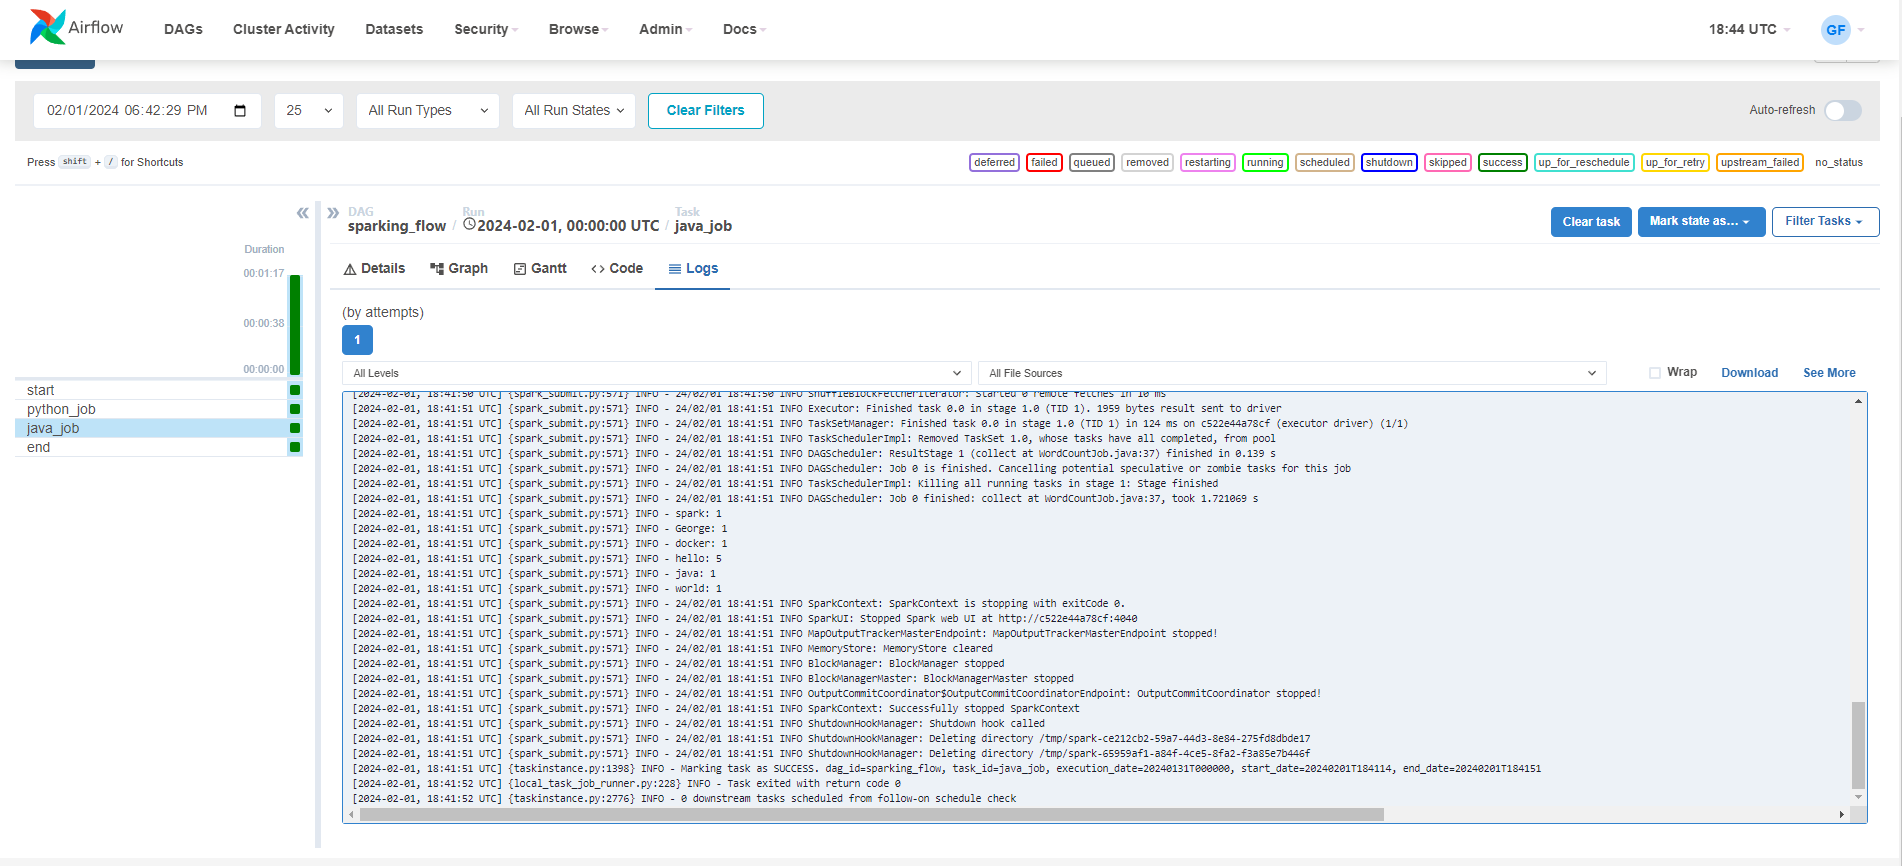 Airflow DAGs Cluster Activity Datasets Security Browse Admin Docs 18:44 UTC GF
02/01/2024 06:42:29 PM 25 All Run Types All Run States Clear Filters Auto-refresh
Press shift + / for Shortcuts deferred failed queued removed restarting running scheduled shutdown skipped success up_for_reschedule up_for_retry upstream_failed no_status
DAG Run Task
sparking_flow / 2024-02-01, 00:00:00 UTC / java_job Clear task Mark state as... Filter Tasks
Duration
00:01:17
00:00:38
00:00:00
start
python_job
java_job
end
Details Graph Gantt Code Logs
(by attempts)
1
All Levels All File Sources Wrap Download See More
[2024-02-01, 18:41:50 UTC] {spark_submit.py:571} INFO - 24/02/01 18:41:50 INFO ShuffleBlockFetcherIterator: Started 0 remote fetches in 10 ms
[2024-02-01, 18:41:51 UTC] {spark_submit.py:571} INFO - 24/02/01 18:41:51 INFO Executor: Finished task 0.0 in stage 1.0 (TID 1). 1959 bytes result sent to driver
[2024-02-01, 18:41:51 UTC] {spark_submit.py:571} INFO - 24/02/01 18:41:51 INFO TaskSetManager: Finished task 0.0 in stage 1.0 (TID 1) in 124 ms on c522e44a78cf (executor driver) (1/1)
[2024-02-01, 18:41:51 UTC] {spark_submit.py:571} INFO - 24/02/01 18:41:51 INFO TaskSchedulerImpl: Removed TaskSet 1.0, whose tasks have all completed, from pool
[2024-02-01, 18:41:51 UTC] {spark_submit.py:571} INFO - 24/02/01 18:41:51 INFO DAGScheduler: ResultStage 1 (collect at WordCountJob.java:37) finished in 0.139 s
[2024-02-01, 18:41:51 UTC] {spark_submit.py:571} INFO - 24/02/01 18:41:51 INFO DAGScheduler: Job 0 is finished. Cancelling potential speculative or zombie tasks for this job
[2024-02-01, 18:41:51 UTC] {spark_submit.py:571} INFO - 24/02/01 18:41:51 INFO TaskSchedulerImpl: Killing all running tasks in stage 1: Stage finished
[2024-02-01, 18:41:51 UTC] {spark_submit.py:571} INFO - 24/02/01 18:41:51 INFO DAGScheduler: Job 0 finished: collect at WordCountJob.java:37, took 1.721069 s
[2024-02-01, 18:41:51 UTC] {spark_submit.py:571} INFO - spark: 1
[2024-02-01, 18:41:51 UTC] {spark_submit.py:571} INFO - George: 1
[2024-02-01, 18:41:51 UTC] {spark_submit.py:571} INFO - docker: 1
[2024-02-01, 18:41:51 UTC] {spark_submit.py:571} INFO - hello: 5
[2024-02-01, 18:41:51 UTC] {spark_submit.py:571} INFO - java: 1
[2024-02-01, 18:41:51 UTC] {spark_submit.py:571} INFO - world: 1
[2024-02-01, 18:41:51 UTC] {spark_submit.py:571} INFO - 24/02/01 18:41:51 INFO SparkContext: SparkContext is stopping with exitCode 0.
[2024-02-01, 18:41:51 UTC] {spark_submit.py:571} INFO - 24/02/01 18:41:51 INFO SparkUI: Stopped Spark web UI at http://c522e44a78cf:4040
[2024-02-01, 18:41:51 UTC] {spark_submit.py:571} INFO - 24/02/01 18:41:51 INFO MapOutputTrackerMasterEndpoint: MapOutputTrackerMasterEndpoint stopped!
[2024-02-01, 18:41:51 UTC] {spark_submit.py:571} INFO - 24/02/01 18:41:51 INFO MemoryStore: MemoryStore cleared
[2024-02-01, 18:41:51 UTC] {spark_submit.py:571} INFO - 24/02/01 18:41:51 INFO BlockManager: BlockManager stopped
[2024-02-01, 18:41:51 UTC] {spark_submit.py:571} INFO - 24/02/01 18:41:51 INFO BlockManagerMaster: BlockManagerMaster stopped
[2024-02-01, 18:41:51 UTC] {spark_submit.py:571} INFO - 24/02/01 18:41:51 INFO OutputCommitCoordinator$OutputCommitCoordinatorEndpoint: OutputCommitCoordinator stopped!
[2024-02-01, 18:41:51 UTC] {spark_submit.py:571} INFO - 24/02/01 18:41:51 INFO SparkContext: Successfully stopped SparkContext
[2024-02-01, 18:41:51 UTC] {spark_submit.py:571} INFO - 24/02/01 18:41:51 INFO ShutdownHookManager: Shutdown hook called
[2024-02-01, 18:41:51 UTC] {spark_submit.py:571} INFO - 24/02/01 18:41:51 INFO ShutdownHookManager: Deleting directory /tmp/spark-ce212cb2-59a7-44d3-8e84-275fd8dbde17
[2024-02-01, 18:41:51 UTC] {spark_submit.py:571} INFO - 24/02/01 18:41:51 INFO ShutdownHookManager: Deleting directory /tmp/spark-65959af1-a84f-4ce5-8fa2-f3a85e7b446f
[2024-02-01, 18:41:51 UTC] {taskinstance.py:1398} INFO - Marking task as SUCCESS. dag_id=sparking_flow, task_id=java_job, execution_date=20240131T000000, start_date=20240201T184114, end_date=20240201T184151
[2024-02-01, 18:41:52 UTC] {local_task_job_runner.py:228} INFO - Task exited with return code 0
[2024-02-01, 18:41:52 UTC] {taskinstance.py:2776} INFO - 0 downstream tasks scheduled from follow-on schedule check